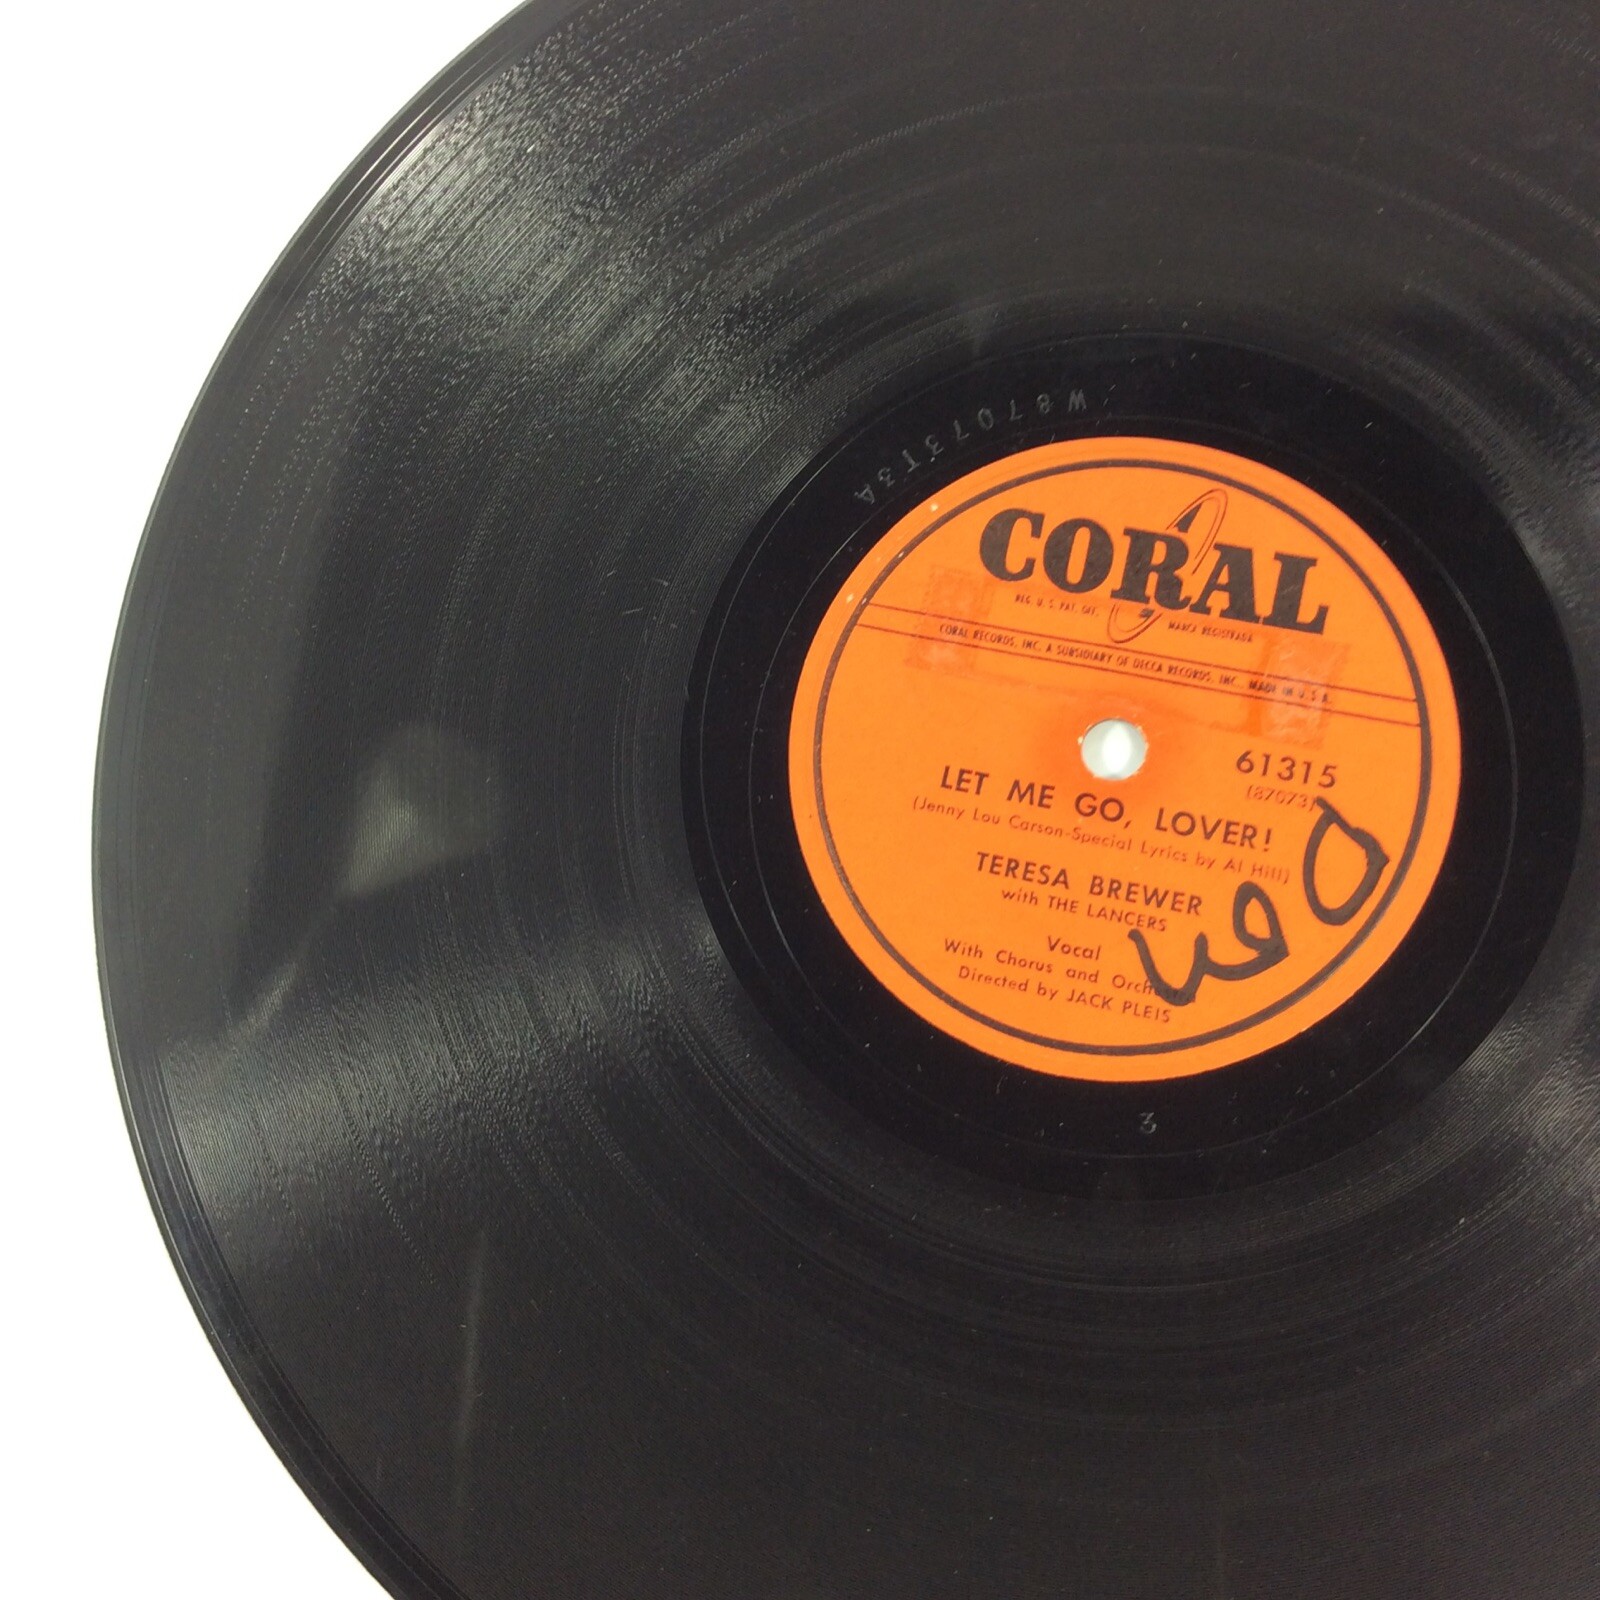 W87073T3A
CORAL
REG. U. S. PAT. OFF. MARCA REGISTRADA
CORAL RECORDS, INC. A SUBSIDIARY OF DECCA RECORDS, INC. MADE IN U. S. A.
61315
(87073)
LET ME GO, LOVER!
(Jenny Lou Carson-Special Lyrics by Al Hill)
TERESA BREWER
with THE LANCERS
Vocal
With Chorus and Orchestra
Directed by JACK PLEIS
3